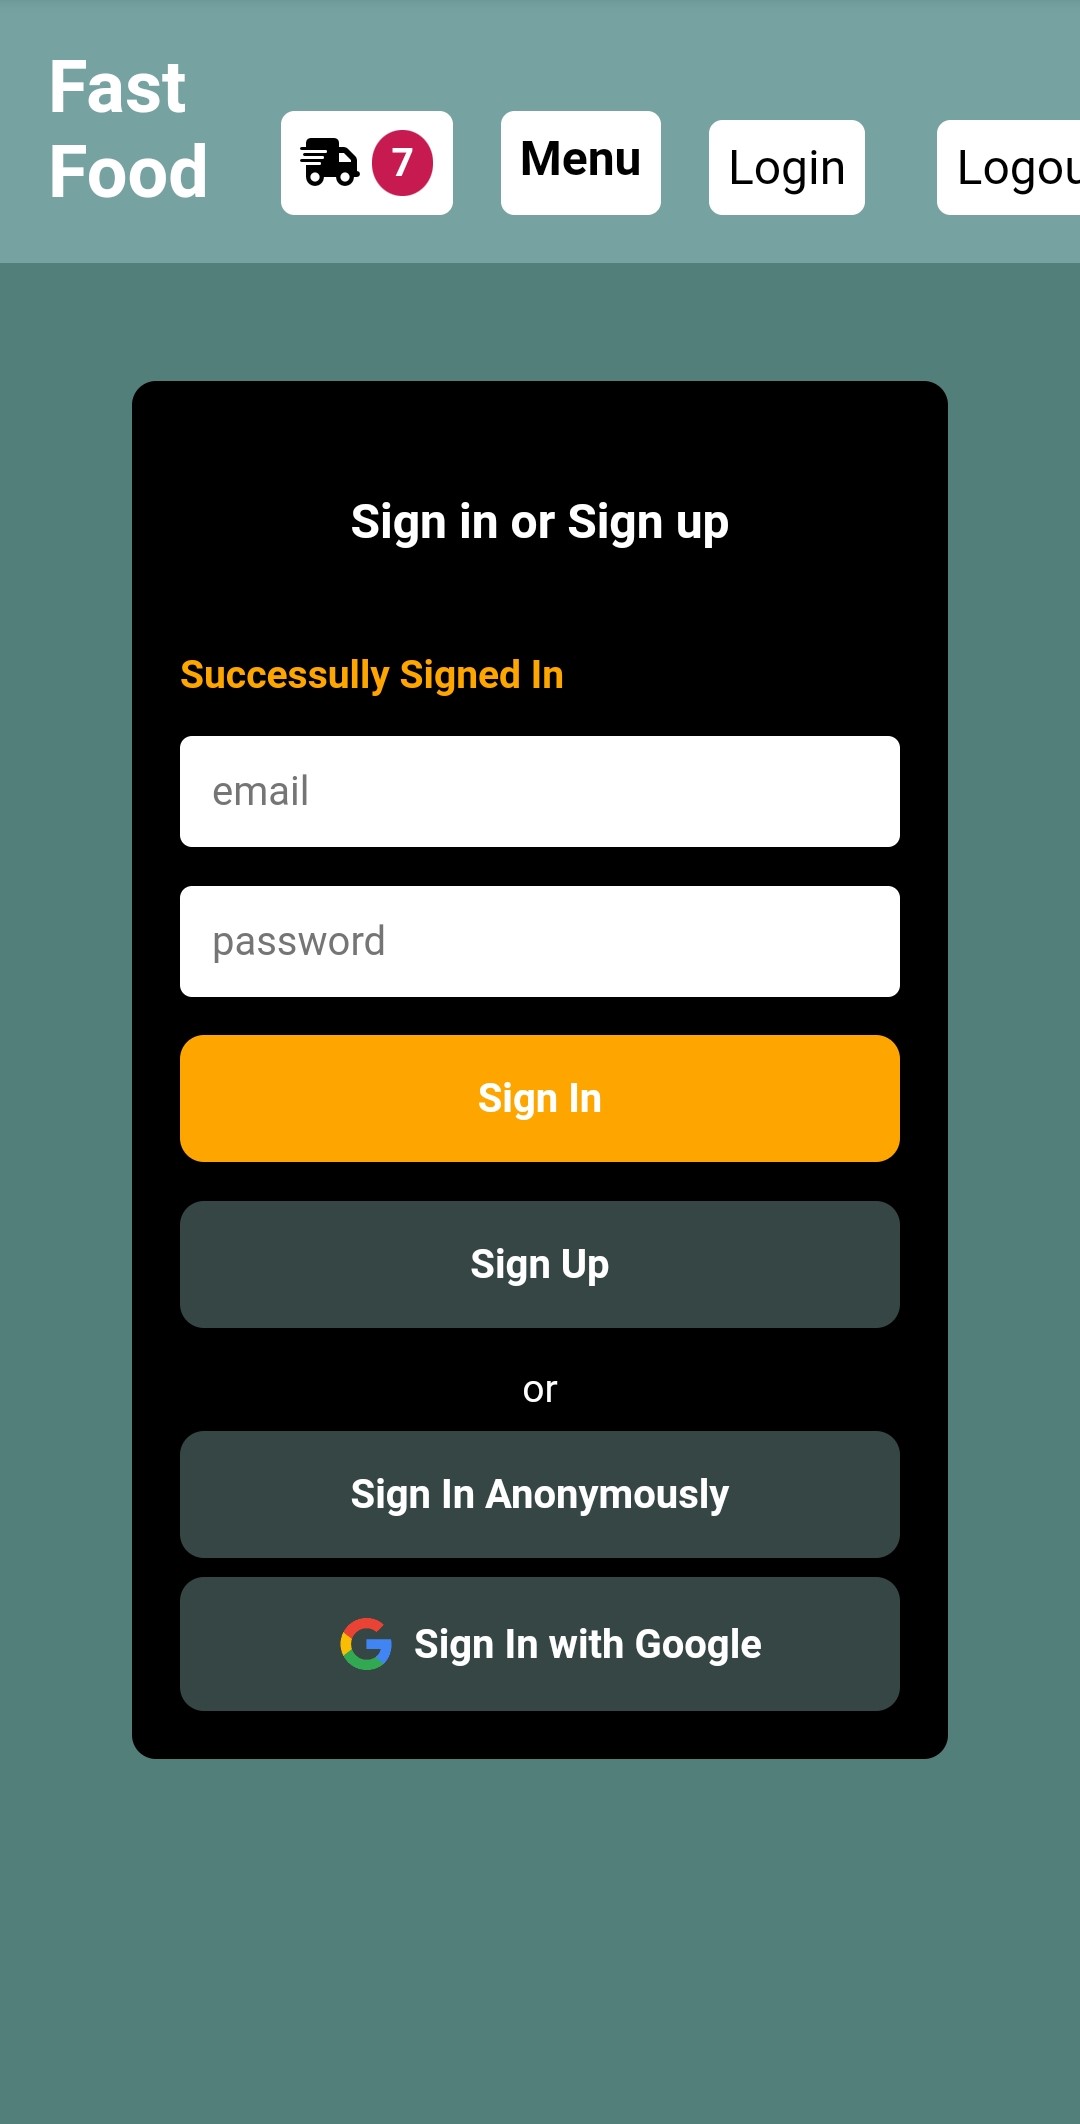 Fast
Food
7
Menu
Login
Logou
Sign in or Sign up
Successully Signed In
email
password
Sign In
Sign Up
or
Sign In Anonymously
Sign In with Google